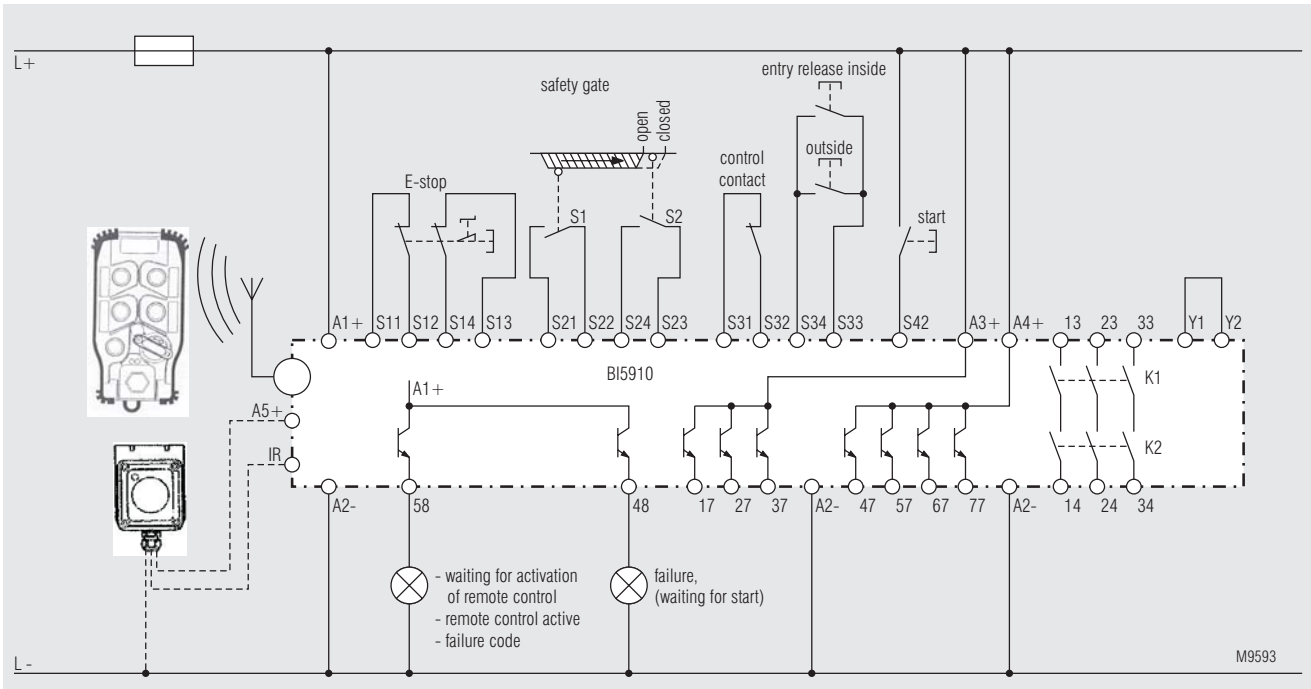 L+
entry release inside
safety gate
open
closed
outside
control
contact
E-stop
S1
S2
start
A1+ S11 S12 S14 S13 S21 S22 S24 S23 S31 S32 S34 S33 S42 A3+ A4+ 13 23 33 Y1 Y2
BI5910
A1+
K1
A5+
IR
K2
A2- 58 48 17 27 37 A2- 47 57 67 77 A2- 14 24 34
- waiting for activation
of remote control
- remote control active
- failure code
failure,
(waiting for start)
L -
M9593